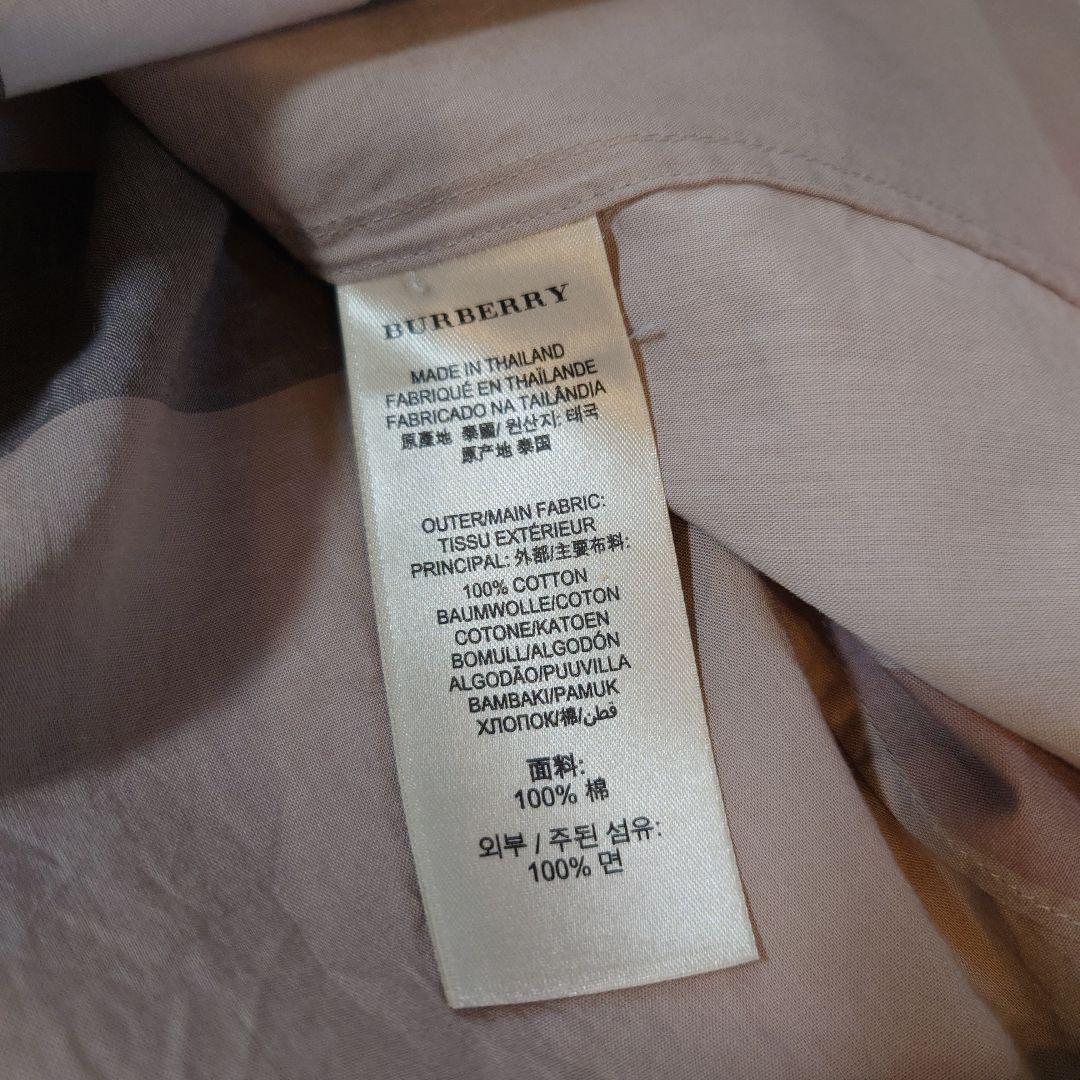 BURBERRY
MADE IN THAILAND
FABRIQUÉ EN THAÏLANDE
FABRICADO NA TAILÂNDIA
原產地 泰國/ 원산지: 태국
原产地 泰国
OUTER/MAIN FABRIC:
TISSU EXTÉRIEUR
PRINCIPAL: 外部/主要布料:
100% COTTON
BAUMWOLLE/COTON
COTONE/KATOEN
BOMULL/ALGODÓN
ALGODÃO/PUUVILLA
BAMBAKI/PAMUK
ХЛОПОК/棉/قطن
面料:
100% 棉
외부 / 주된 섬유:
100% 면